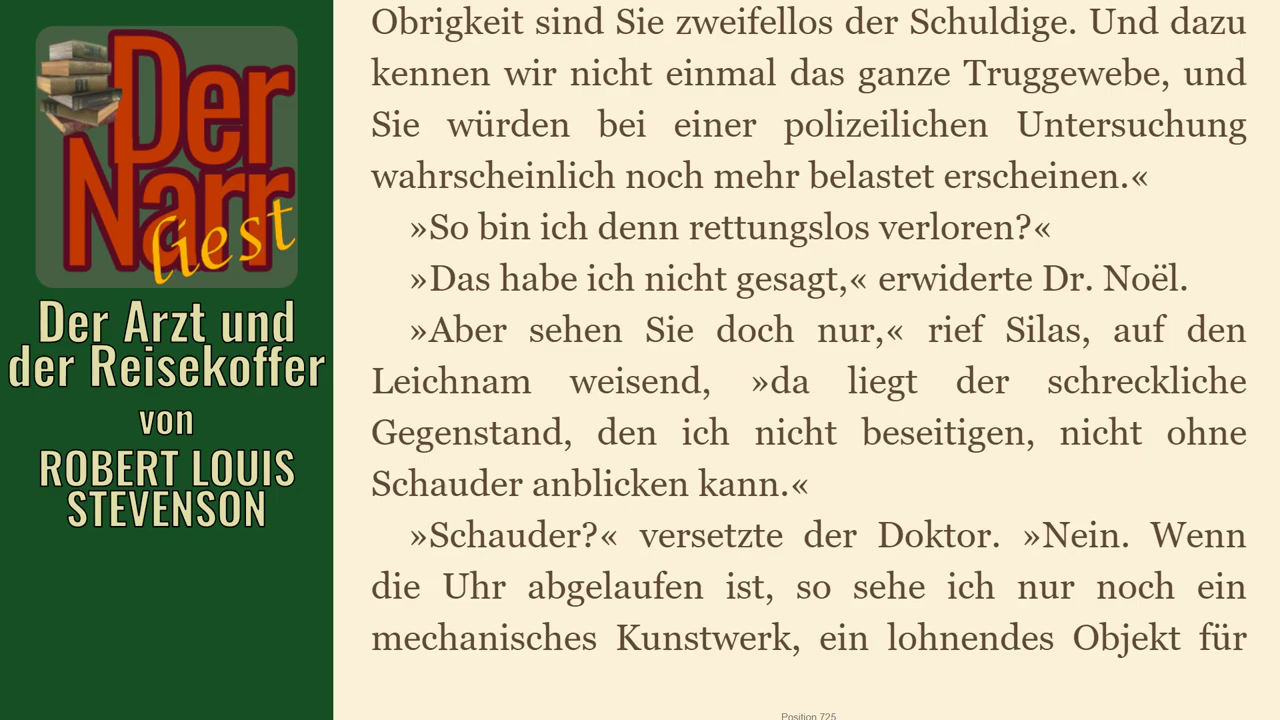 Der
Narr
liest
Der Arzt und
der Reisekoffer
von
ROBERT LOUIS
STEVENSON
Obrigkeit sind Sie zweifellos der Schuldige. Und dazu
kennen wir nicht einmal das ganze Truggewebe, und
Sie würden bei einer polizeilichen Untersuchung
wahrscheinlich noch mehr belastet erscheinen.«
»So bin ich denn rettungslos verloren?«
»Das habe ich nicht gesagt,« erwiderte Dr. Noël.
»Aber sehen Sie doch nur,« rief Silas, auf den
Leichnam weisend, »da liegt der schreckliche
Gegenstand, den ich nicht beseitigen, nicht ohne
Schauder anblicken kann.«
»Schauder?« versetzte der Doktor. »Nein. Wenn
die Uhr abgelaufen ist, so sehe ich nur noch ein
mechanisches Kunstwerk, ein lohnendes Objekt für
Position 725